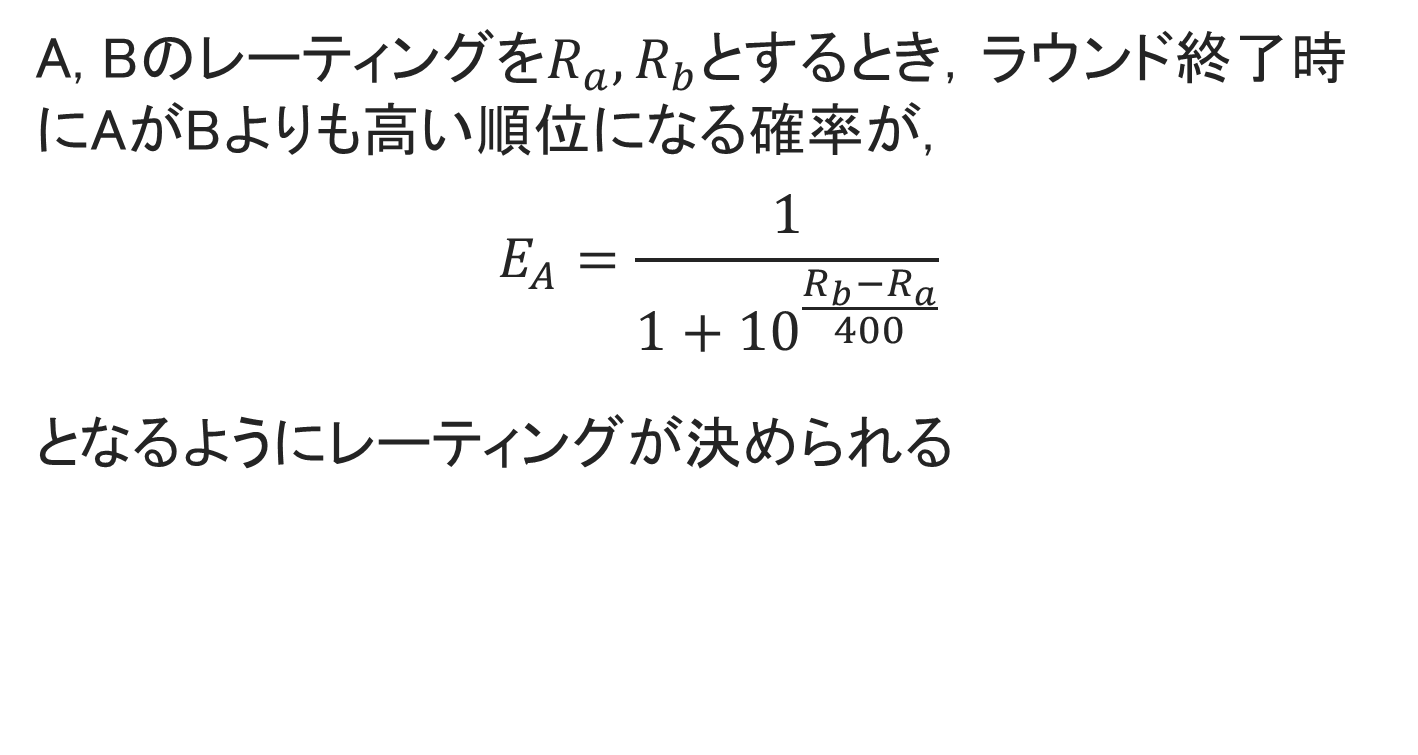 A, Bのレーティングを$R_a, R_b$とするとき, ラウンド終了時
にAがBよりも高い順位になる確率が,
$E_A = \frac{1}{1 + 10^{\frac{R_b - R_a}{400}}}$
となるようにレーティングが決められる